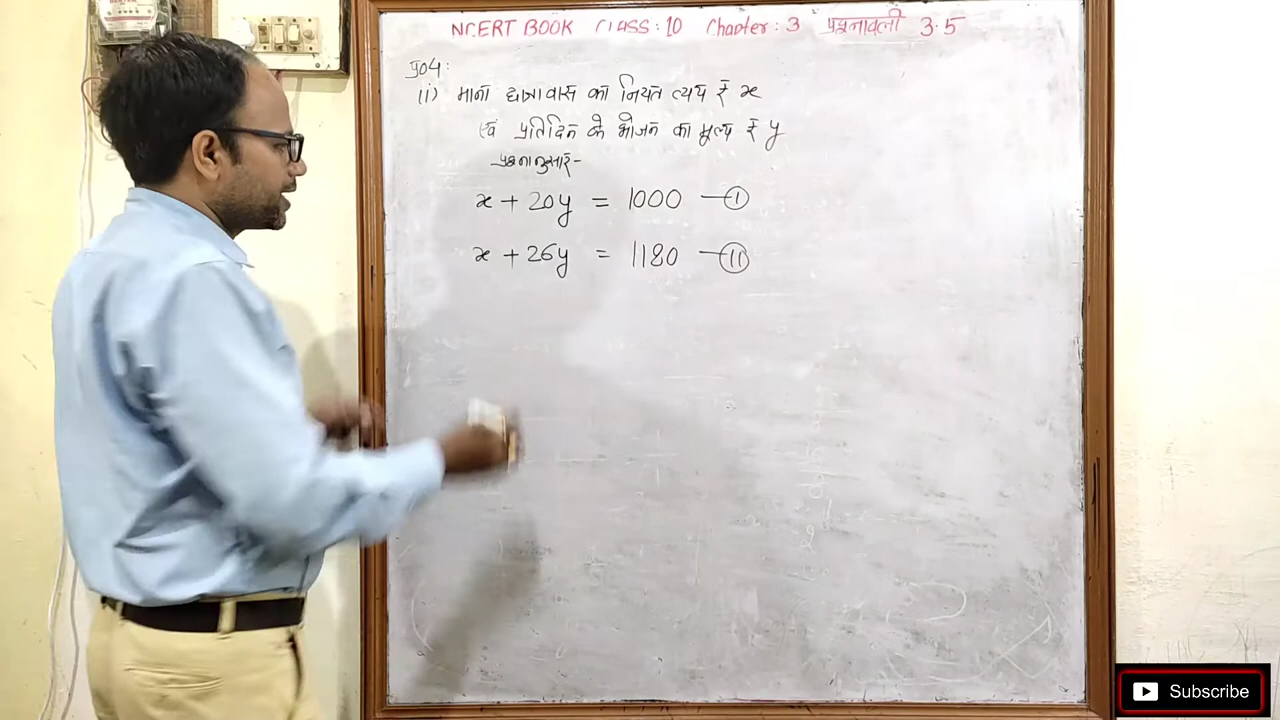 NCERT BOOK CLASS: 10 Chapter: 3 प्रश्नावली 3.5
प्र04:
(i) माना छात्रावास का नियत व्यय ₹ x
एवं प्रतिदिन के भोजन का मूल्य ₹ y
प्रश्नानुसार-
x + 20y = 1000 —(I)
x + 26y = 1180 —(II)
Subscribe